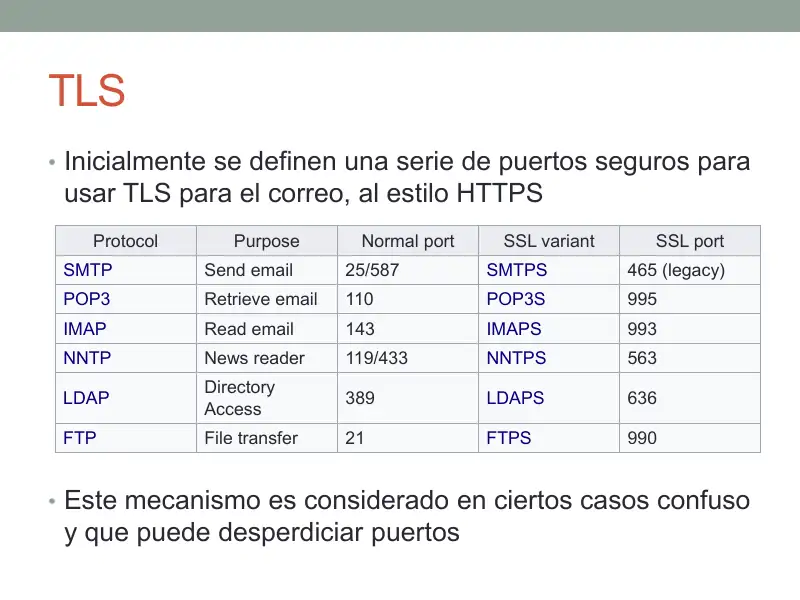 TLS
• Inicialmente se definen una serie de puertos seguros para
usar TLS para el correo, al estilo HTTPS
Protocol Purpose Normal port SSL variant SSL port
SMTP Send email 25/587 SMTPS 465 (legacy)
POP3 Retrieve email 110 POP3S 995
IMAP Read email 143 IMAPS 993
NNTP News reader 119/433 NNTPS 563
LDAP Directory Access 389 LDAPS 636
FTP File transfer 21 FTPS 990
• Este mecanismo es considerado en ciertos casos confuso
y que puede desperdiciar puertos